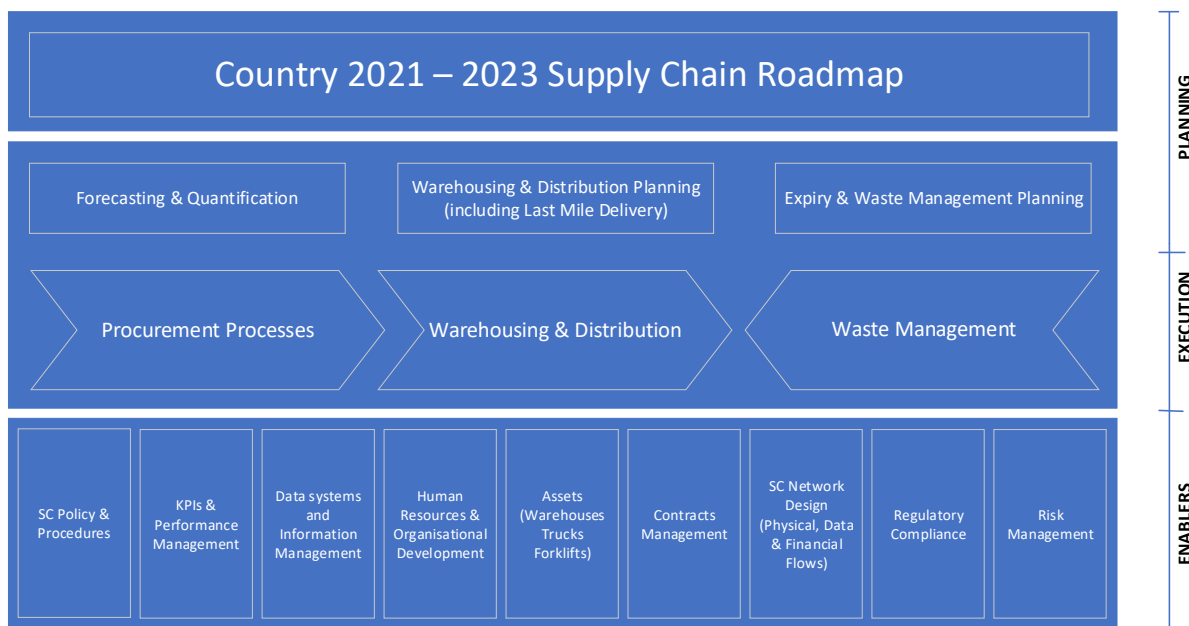 Country 2021 – 2023 Supply Chain Roadmap
PLANNING
Forecasting & Quantification
Warehousing & Distribution Planning
(including Last Mile Delivery)
Expiry & Waste Management Planning
Procurement Processes
Warehousing & Distribution
Waste Management
EXECUTION
SC Policy &
Procedures
KPIs &
Performance
Management
Data systems
and
Information
Management
Human
Resources &
Organisational
Development
Assets
(Warehouses
Trucks
Forklifts)
Contracts
Management
SC Network
Design
(Physical, Data
& Financial
Flows)
Regulatory
Compliance
Risk
Management
ENABLERS